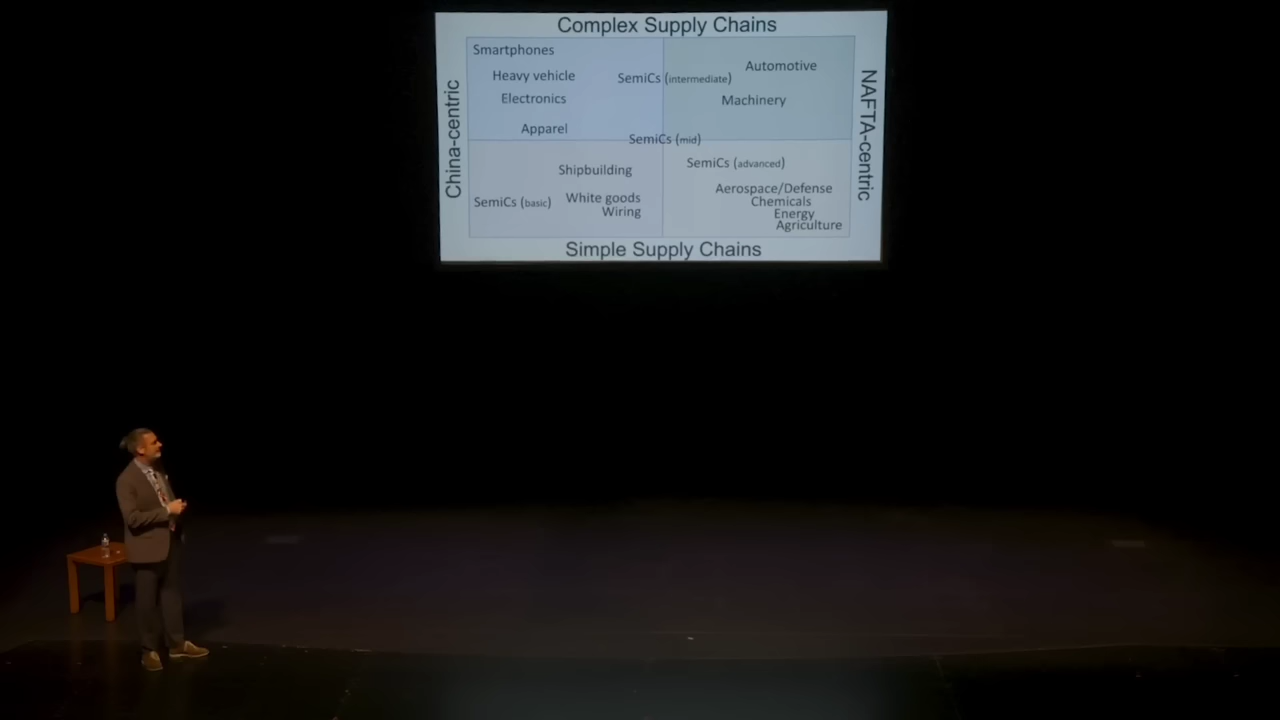 Complex Supply Chains
China-centric
NAFTA-centric
Smartphones
Heavy vehicle
Electronics
Apparel
SemiCs (intermediate)
Automotive
Machinery
SemiCs (mid)
Shipbuilding
SemiCs (basic)
White goods
Wiring
SemiCs (advanced)
Aerospace/Defense
Chemicals
Energy
Agriculture
Simple Supply Chains